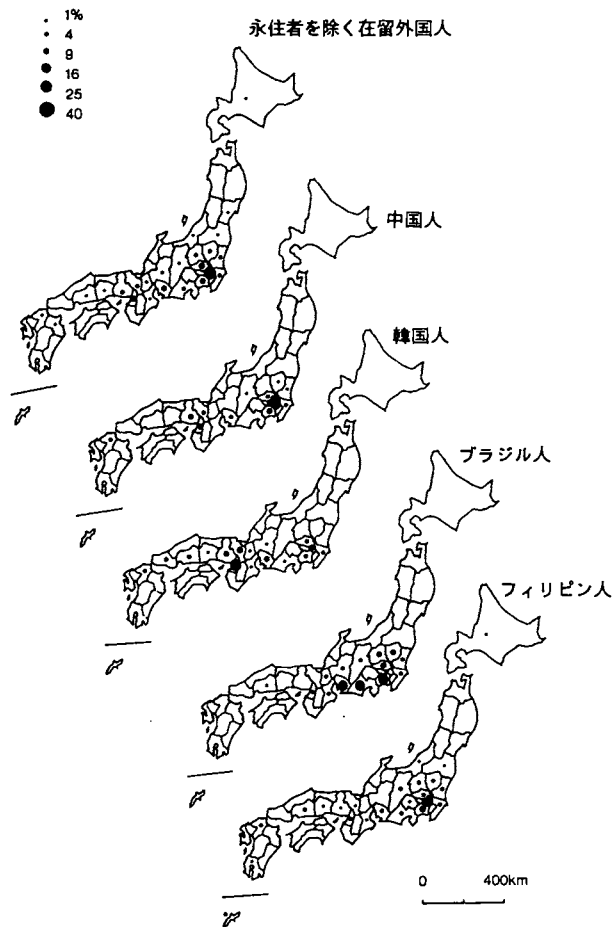 1%
4
9
16
25
40
永住者を除く在留外国人
中国人
韓国人
ブラジル人
フィリピン人
0 400km